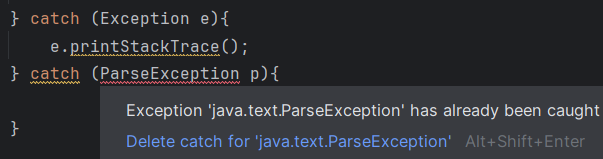 } catch (Exception e){
e.printStackTrace();
} catch (ParseException p){
Exception 'java.text.ParseException' has already been caught
Delete catch for 'java.text.ParseException' Alt+Shift+Enter
}